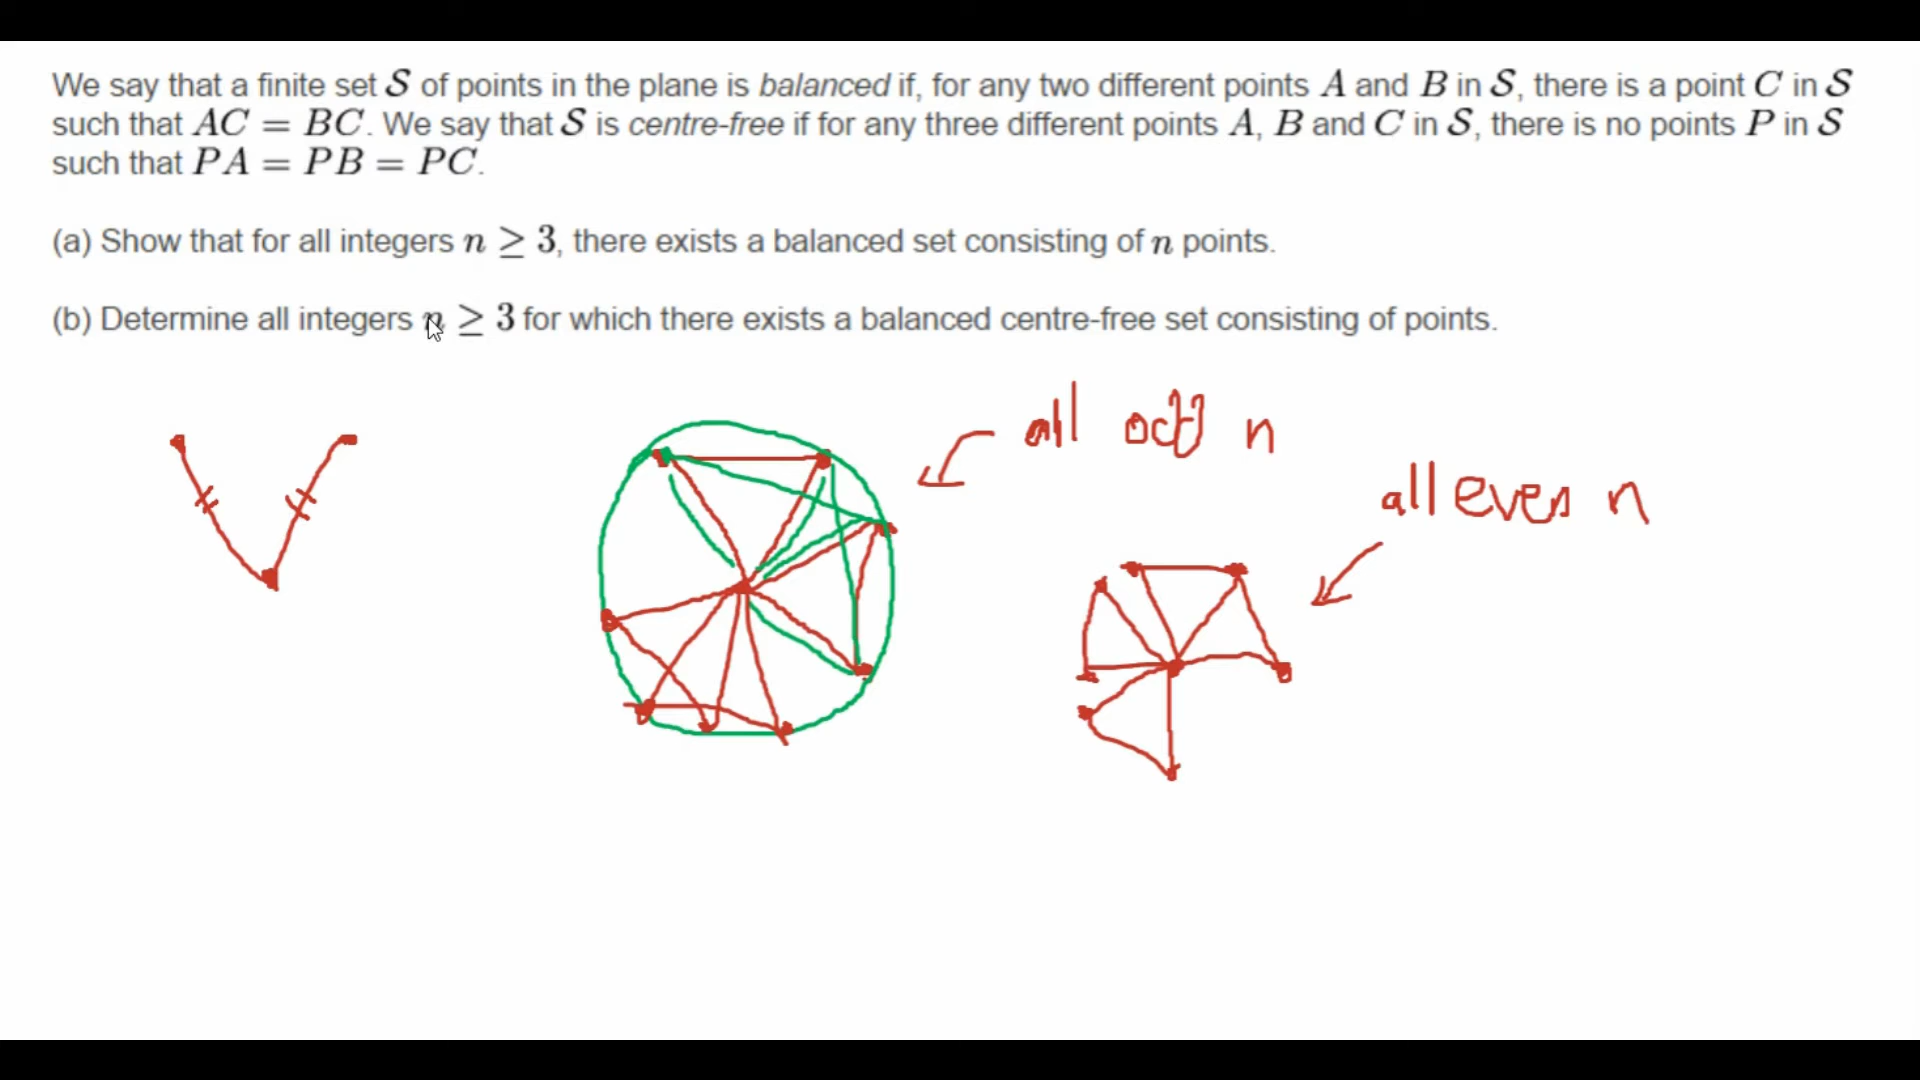 We say that a finite set S of points in the plane is balanced if, for any two different points A and B in S, there is a point C in S
such that AC = BC. We say that S is centre-free if for any three different points A, B and C in S, there is no points P in S
such that PA = PB = PC.
(a) Show that for all integers n ≥ 3, there exists a balanced set consisting of n points.
(b) Determine all integers n ≥ 3 for which there exists a balanced centre-free set consisting of points.
all odd n
all even n